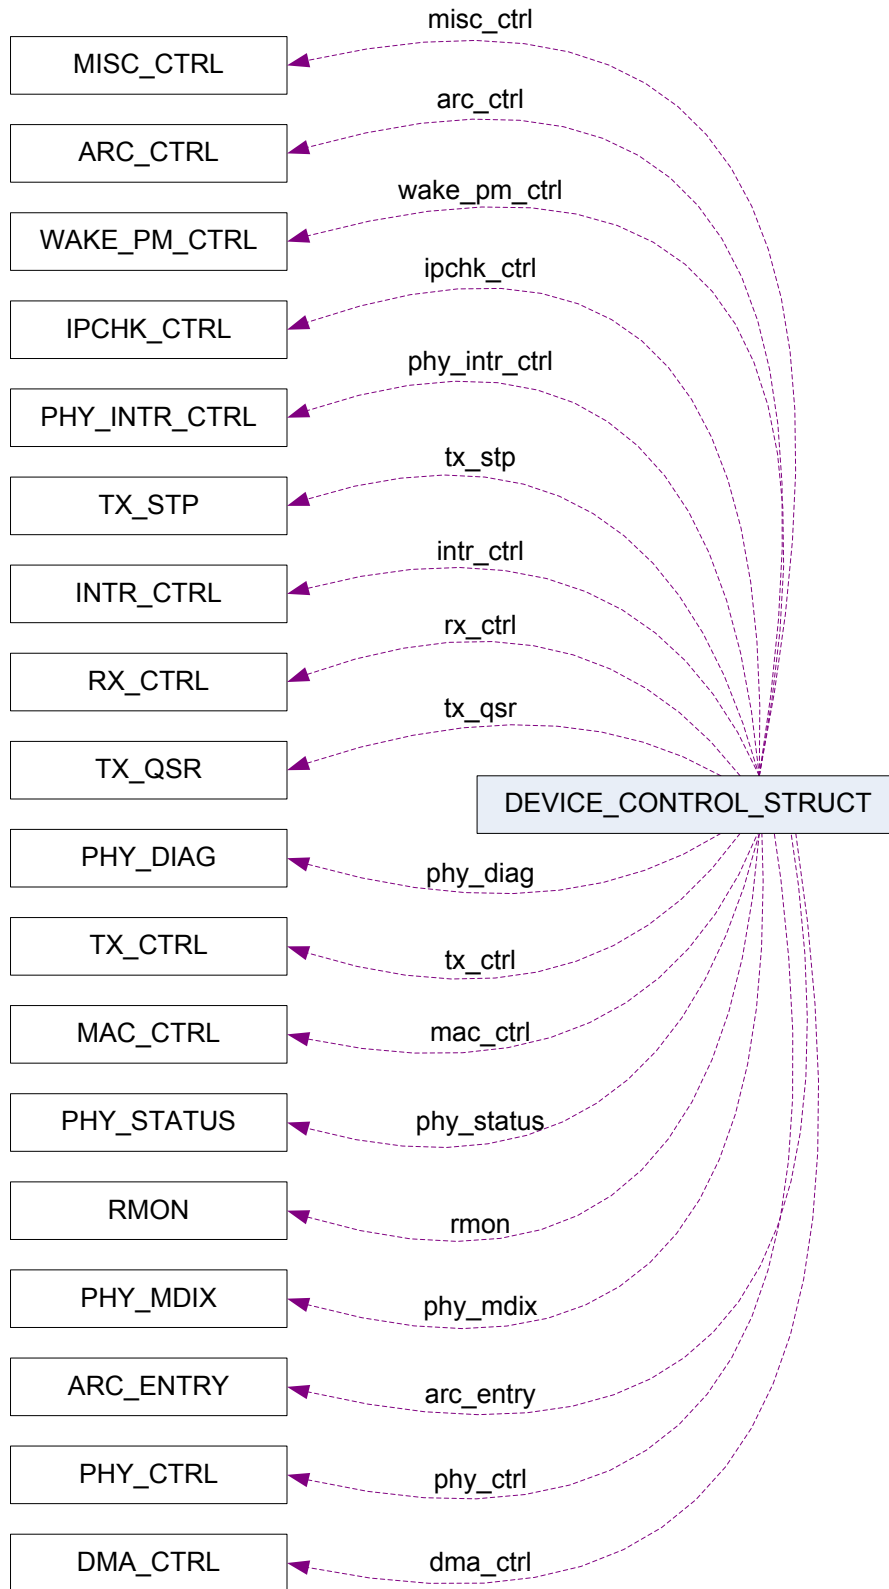 misc_ctrl
MISC_CTRL
arc_ctrl
ARC_CTRL
wake_pm_ctrl
WAKE_PM_CTRL
ipchk_ctrl
IPCHK_CTRL
phy_intr_ctrl
PHY_INTR_CTRL
tx_stp
TX_STP
intr_ctrl
INTR_CTRL
rx_ctrl
RX_CTRL
tx_qsr
TX_QSR
DEVICE_CONTROL_STRUCT
PHY_DIAG
phy_diag
TX_CTRL
tx_ctrl
MAC_CTRL
mac_ctrl
PHY_STATUS
phy_status
RMON
rmon
PHY_MDIX
phy_mdix
ARC_ENTRY
arc_entry
PHY_CTRL
phy_ctrl
DMA_CTRL
dma_ctrl